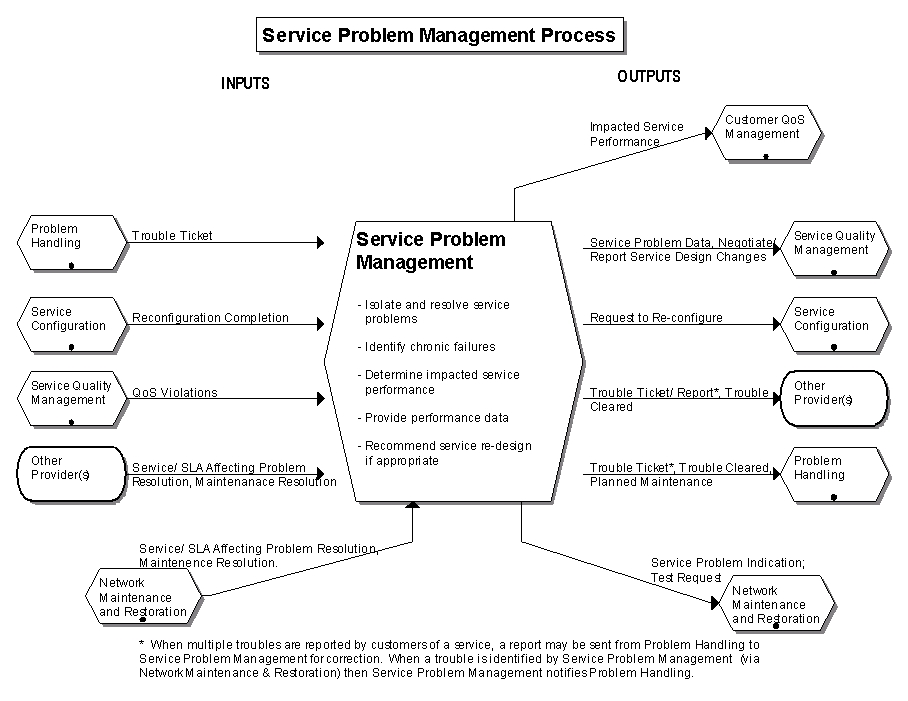 Service Problem Management Process
INPUTS
OUTPUTS
Impacted Service
Performance
Customer QoS
Management
Problem
Handling
Trouble Ticket
Service
Configuration
Reconfiguration Completion
Service Quality
Management
QoS Violations
Other
Provider(s)
Service/ SLA Affecting Problem
Resolution, Maintenanace Resolution
Service Problem
Management
- Isolate and resolve service
problems
- Identify chronic failures
- Determine impacted service
performance
- Provide performance data
- Recommend service re-design
if appropriate
Service Problem Data, Negotiate/
Report Service Design Changes
Service Quality
Management
Request to Re-configure
Service
Configuration
Trouble Ticket/ Report*, Trouble
Cleared
Other
Provider(s)
Trouble Ticket*, Trouble Cleared,
Planned Maintenance
Problem
Handling
Service/ SLA Affecting Problem Resolution,
Maintenence Resolution.
Network
Maintenance
and Restoration
Service Problem Indication;
Test Request
Network
Maintenance
and Restoration
* When multiple troubles are reported by customers of a service, a report may be sent from Problem Handling to
Service Problem Management for correction. When a trouble is identified by Service Problem Management (via
Network Maintenance & Restoration) then Service Problem Management notifies Problem Handling.